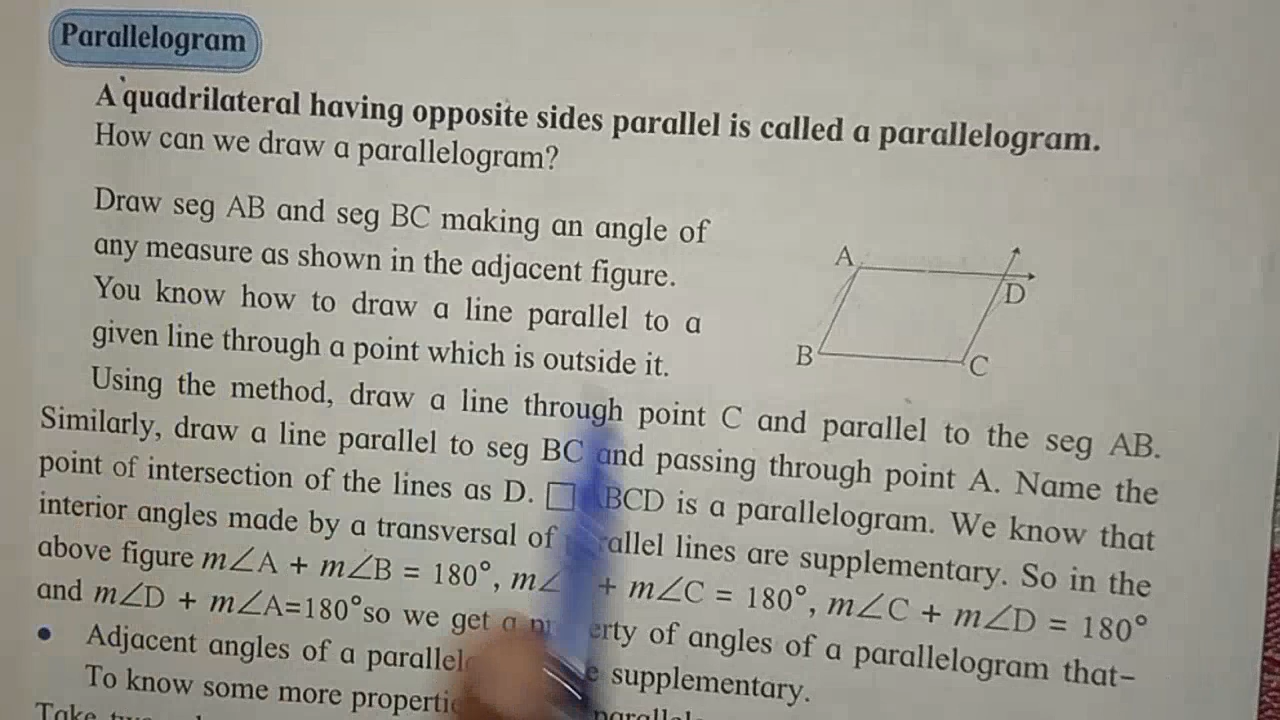 Parallelogram
A quadrilateral having opposite sides parallel is called a parallelogram.
How can we draw a parallelogram?
Draw seg AB and seg BC making an angle of
any measure as shown in the adjacent figure.
You know how to draw a line parallel to a
given line through a point which is outside it.
A
D
B
C
Using the method, draw a line through point C and parallel to the seg AB.
Similarly, draw a line parallel to seg BC and passing through point A. Name the
point of intersection of the lines as D. □ BCD is a parallelogram. We know that
interior angles made by a transversal of allel lines are supplementary. So in the
above figure m∠A + m∠B = 180°, m∠ + m∠C = 180°, m∠C + m∠D = 180°
and m∠D + m∠A=180°so we get a erty of angles of a parallelogram that–
• Adjacent angles of a parallel e supplementary.
To know some more properti parallel
Take